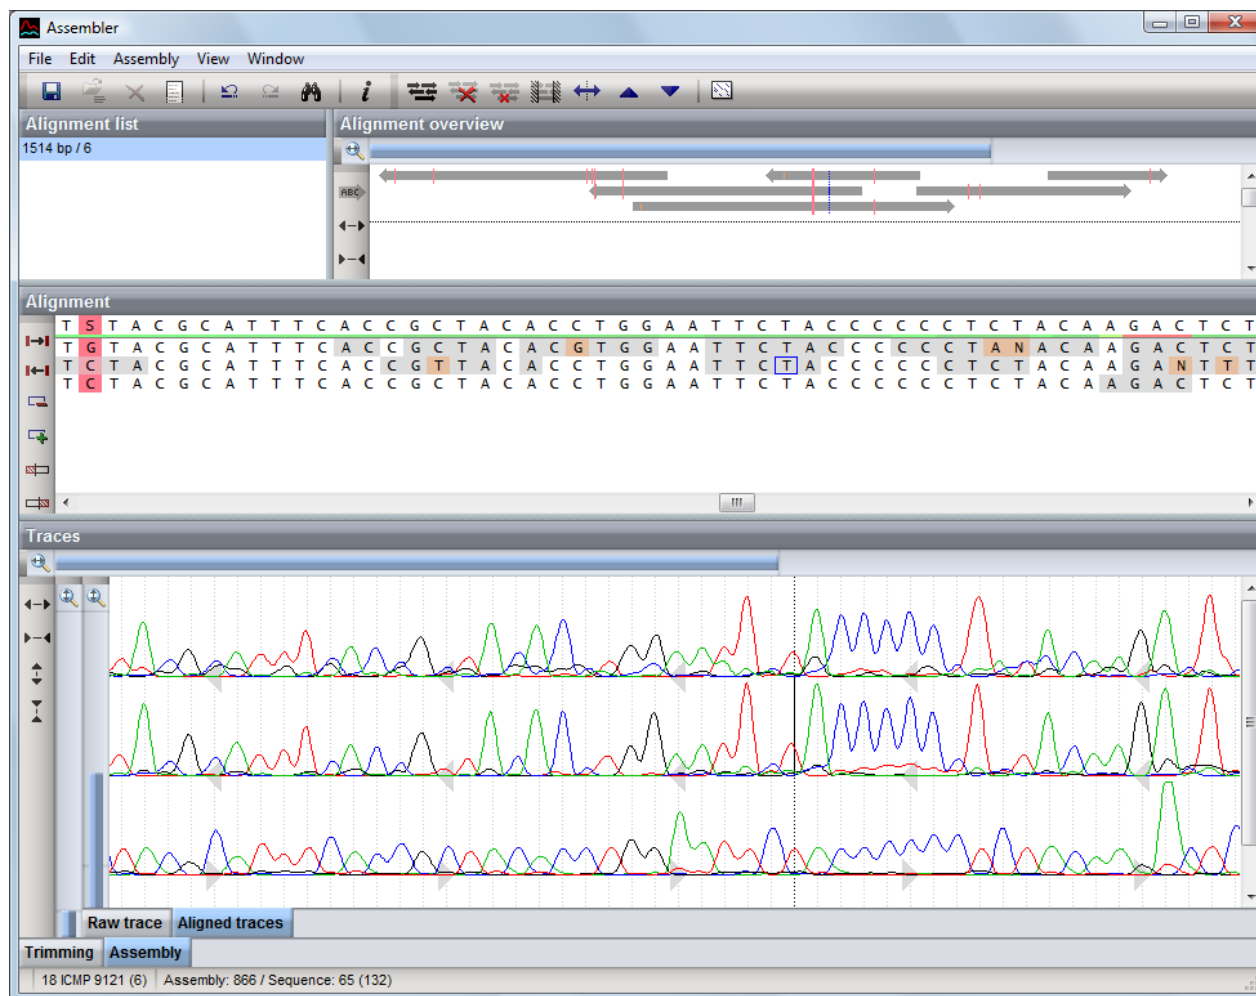 Assembler
File Edit Assembly View Window
Alignment list
1514 bp / 6
Alignment overview
ABC
Alignment
T S T A C G C A T T T C A C C G C T A C A C C T G G A A T T C T A C C C C C C T C T A C A A G A C T C T
T G T A C G C A T T T C A C C G C T A C A C G T G G A A T T C T A C C C C C C T A N A C A A G A C T C T
T C T A C G C A T T T C A C C G T T A C A C C T G G A A T T C T A C C C C C C T C T A C A A G A N T T T
T C T A C G C A T T T C A C C G C T A C A C C T G G A A T T C T A C C C C C C T C T A C A A G A C T C T
Traces
Raw trace Aligned traces
Trimming Assembly
18 ICMP 9121 (6) Assembly: 866 / Sequence: 65 (132)